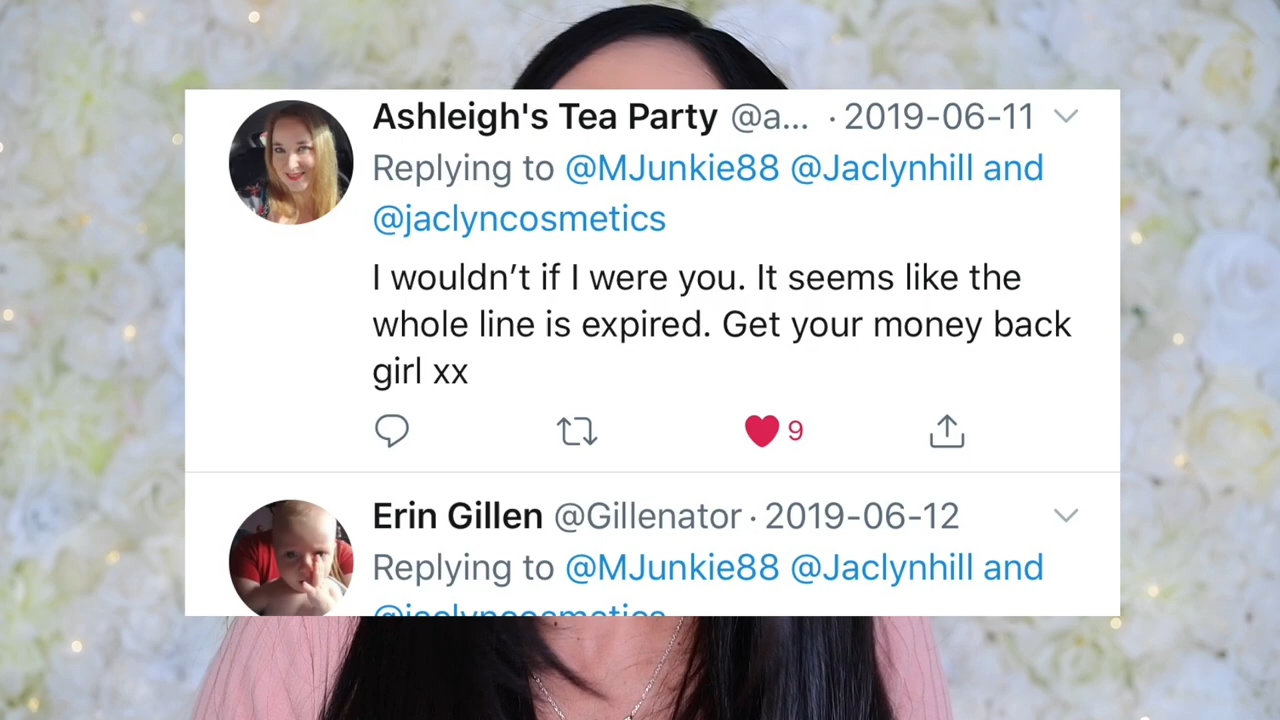 Ashleigh's Tea Party @a... · 2019-06-11
Replying to @MJunkie88 @Jaclynhill and
@jaclyncosmetics
I wouldn’t if I were you. It seems like the
whole line is expired. Get your money back
girl xx
9
Erin Gillen @Gillenator · 2019-06-12
Replying to @MJunkie88 @Jaclynhill and
@jaclyncosmetics